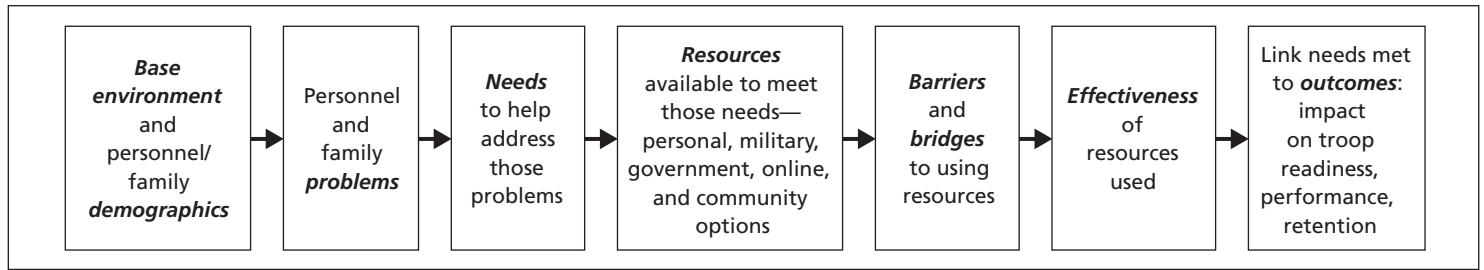 Base
environment
and
personnel/
family
demographics
Personnel
and
family
problems
Needs
to help
address
those
problems
Resources
available to meet
those needs—
personal, military,
government, online,
and community
options
Barriers
and
bridges
to using
resources
Effectiveness
of
resources
used
Link needs met
to outcomes:
impact
on troop
readiness,
performance,
retention